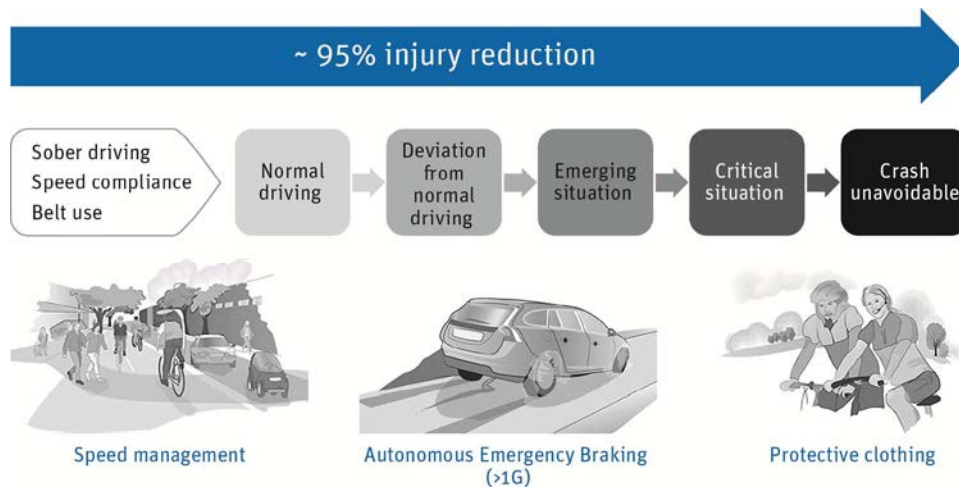 ~ 95% injury reduction
Sober driving
Speed compliance
Belt use
Normal
driving
Deviation
from
normal
driving
Emerging
situation
Critical
situation
Crash
unavoidable
Speed management
Autonomous Emergency Braking
(>1G)
Protective clothing